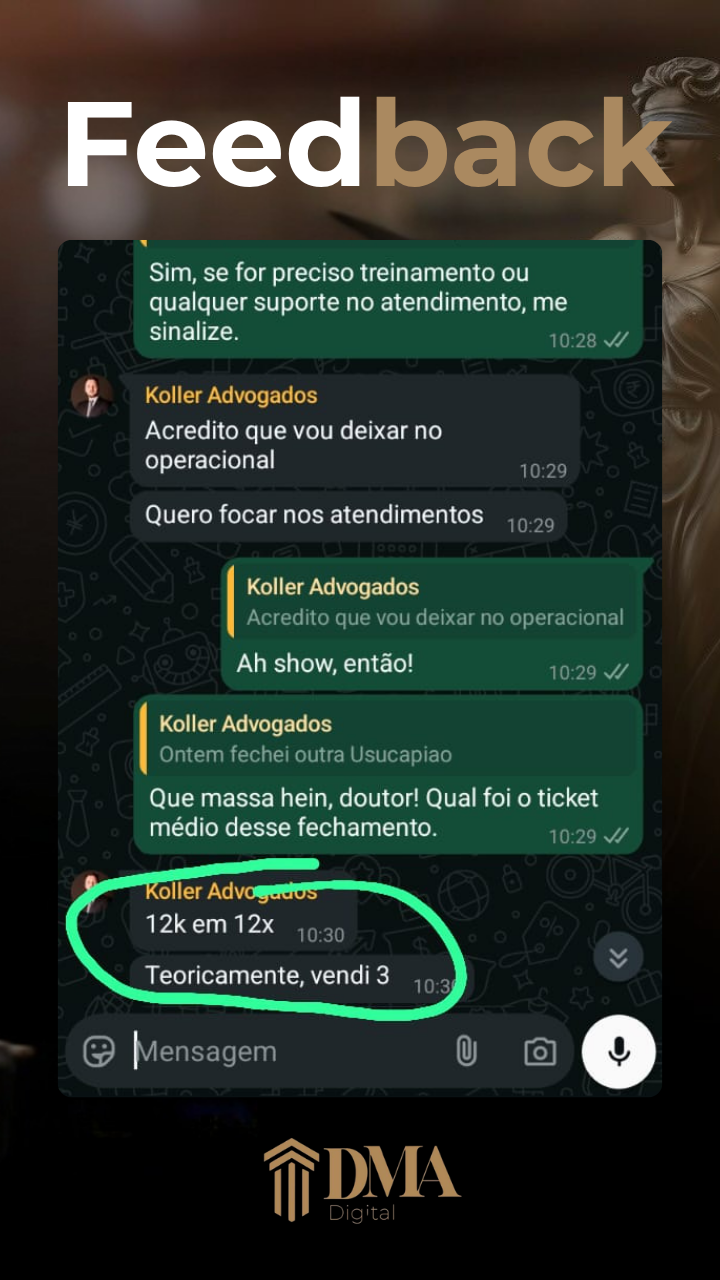 Feedback
Sim, se for preciso treinamento ou
qualquer suporte no atendimento, me
sinalize.
10:28
Koller Advogados
Acredito que vou deixar no
operacional
10:29
Quero focar nos atendimentos
10:29
Koller Advogados
Acredito que vou deixar no operacional
Ah show, então!
10:29
Koller Advogados
Ontem fechei outra Usucapiao
Que massa hein, doutor! Qual foi o ticket
médio desse fechamento.
10:29
Koller Advogados
12k em 12x
10:30
Teoricamente, vendi 3
Mensagem
DMA
Digital